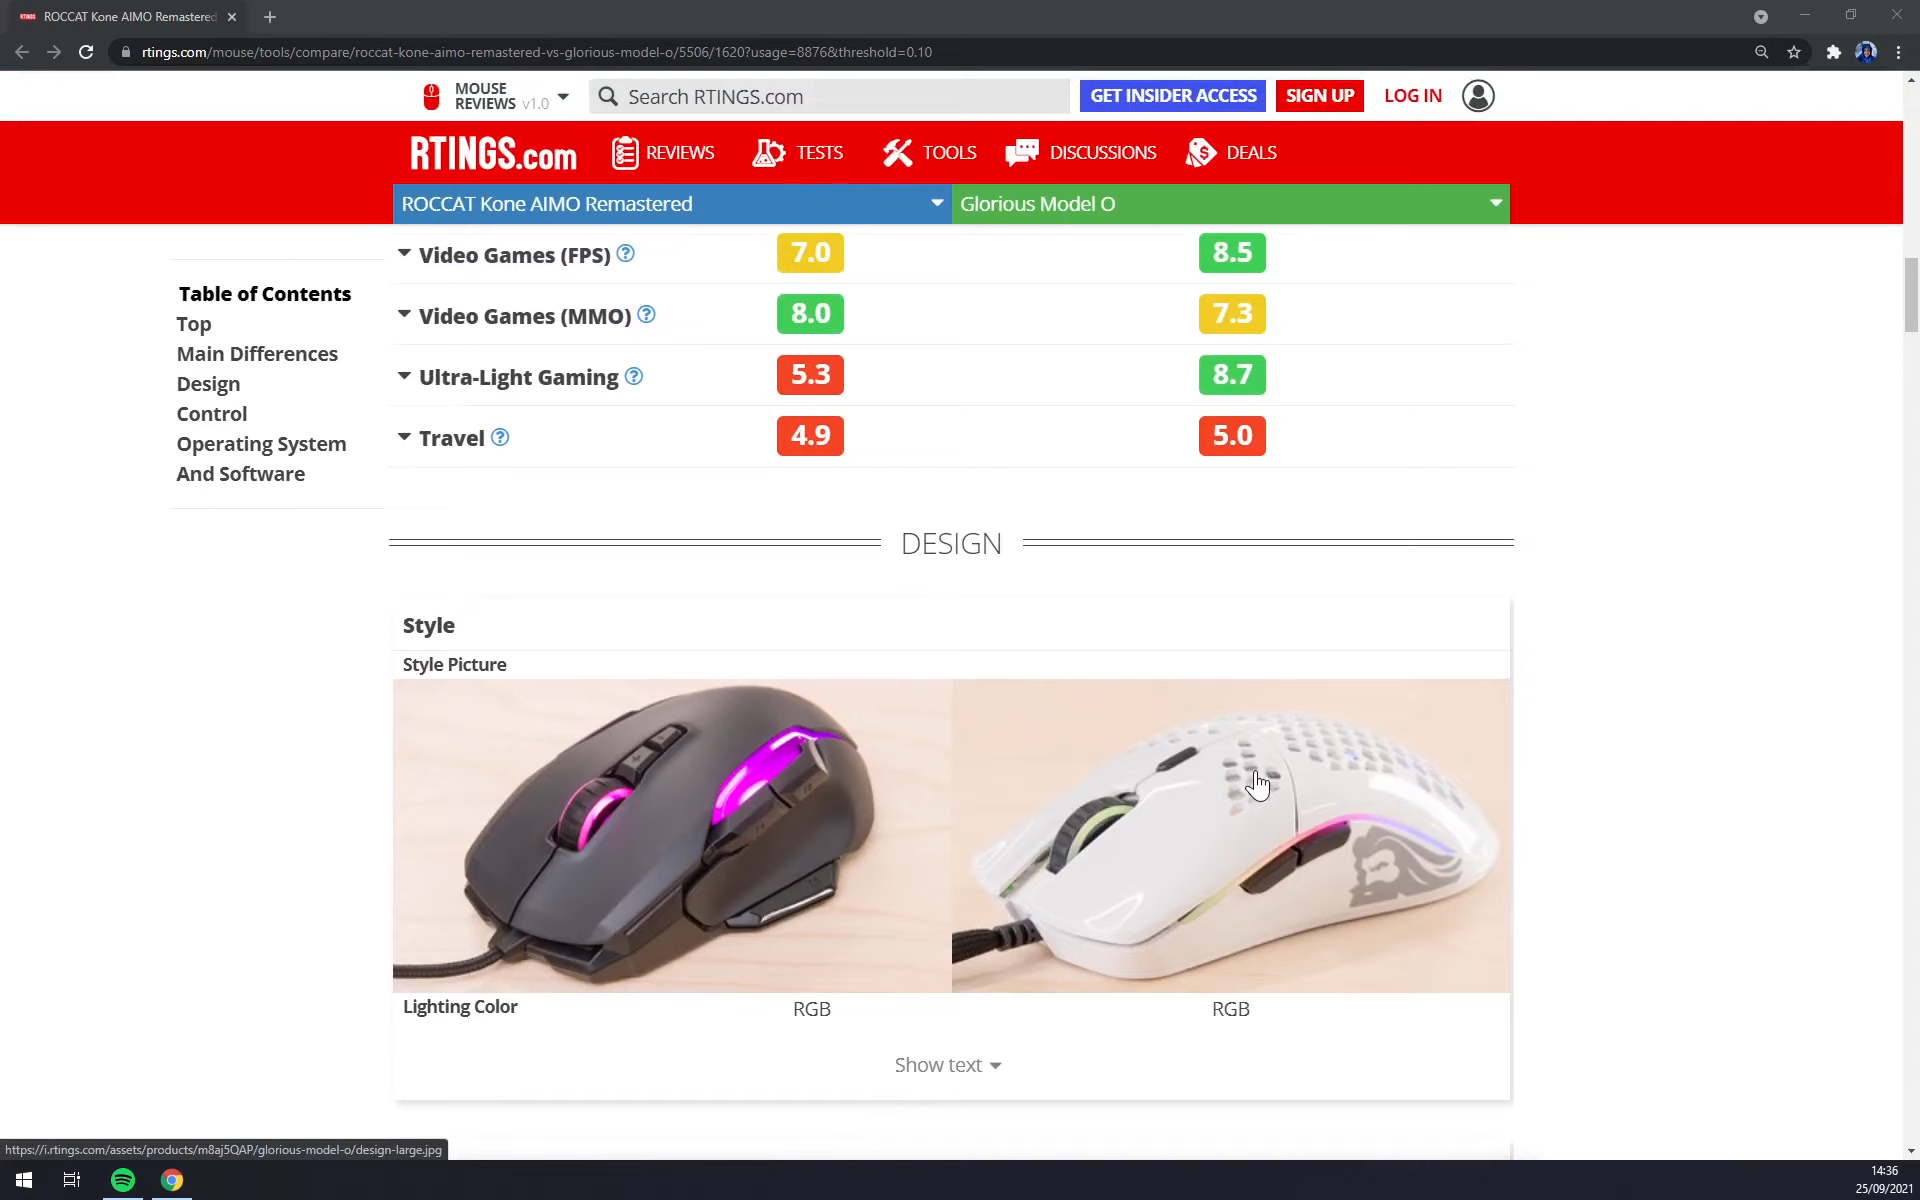 ROCCAT Kone AIMO Remastered
rtings.com/mouse/tools/compare/roccat-kone-aimo-remastered-vs-glorious-model-o/5506/1620?usage=8876&threshold=0.10
MOUSE
REVIEWS v1.0
Search RTINGS.com
GET INSIDER ACCESS
SIGN UP
LOG IN
RTINGS.com
REVIEWS
TESTS
TOOLS
DISCUSSIONS
DEALS
ROCCAT Kone AIMO Remastered
Glorious Model O
Table of Contents
Top
Main Differences
Design
Control
Operating System
And Software
Video Games (FPS) ? 7.0 8.5
Video Games (MMO) ? 8.0 7.3
Ultra-Light Gaming ? 5.3 8.7
Travel ? 4.9 5.0
DESIGN
Style
Style Picture
Lighting Color RGB RGB
Show text
https://i.rtings.com/assets/products/m8aj5QAP/glorious-model-o/design-large.jpg
14:36
25/09/2021